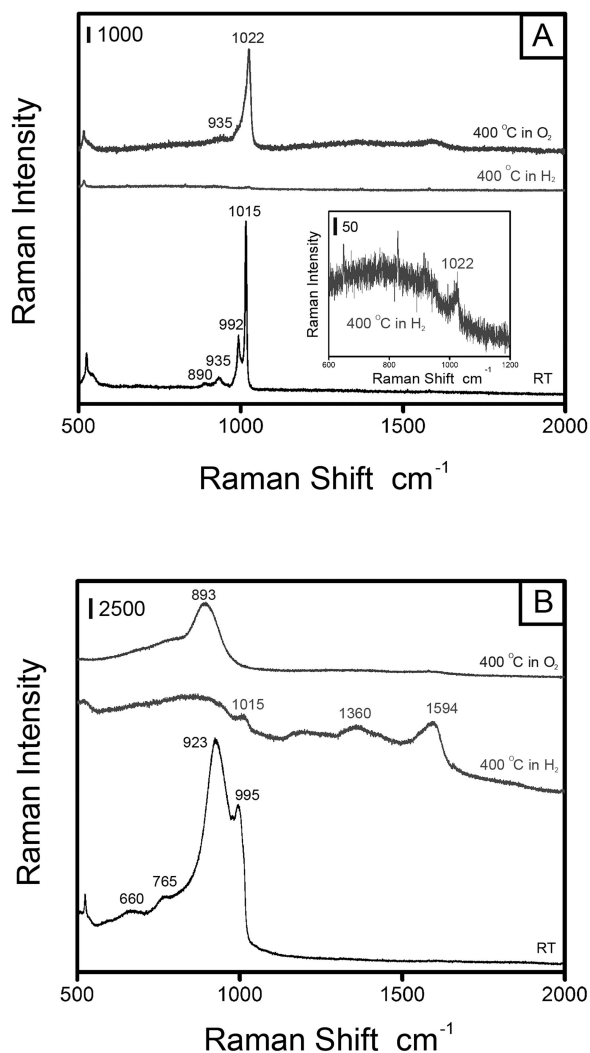 1000
A
1022
935
400 °C in O₂
400 °C in H₂
1015
992
935
890
RT
50
1022
400 °C in H₂
Raman Intensity
600 800 1000 1200
Raman Shift cm⁻¹
Raman Intensity
500 1000 1500 2000
Raman Shift cm⁻¹
2500
B
893
400 °C in O₂
1015
1360
1594
400 °C in H₂
923
995
765
660
RT
Raman Intensity
500 1000 1500 2000
Raman Shift cm⁻¹